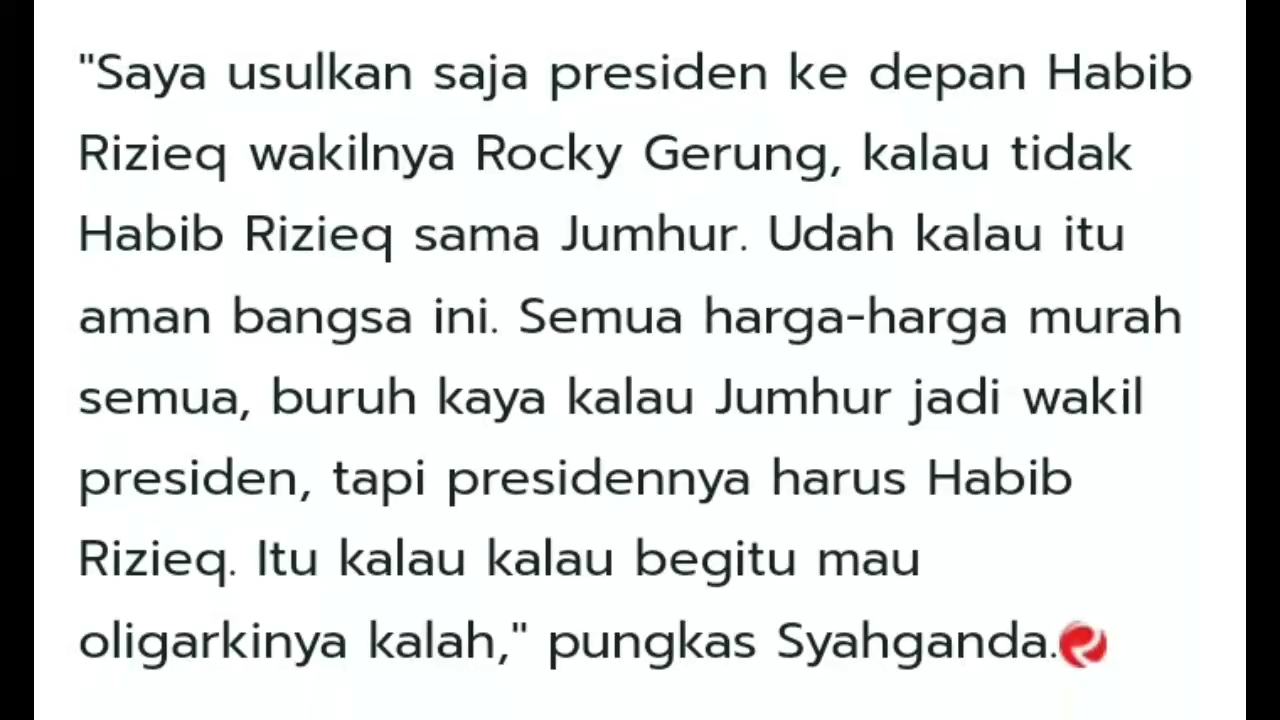 "Saya usulkan saja presiden ke depan Habib
Rizieq wakilnya Rocky Gerung, kalau tidak
Habib Rizieq sama Jumhur. Udah kalau itu
aman bangsa ini. Semua harga-harga murah
semua, buruh kaya kalau Jumhur jadi wakil
presiden, tapi presidennya harus Habib
Rizieq. Itu kalau kalau begitu mau
oligarkinya kalah," pungkas Syahganda.